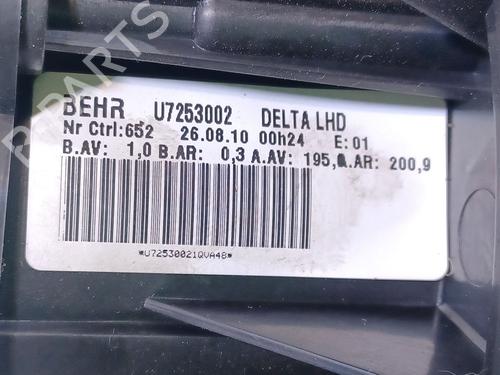 BEHR U7253002 DELTA LHD
Nr Ctrl:652 26.08.10 00h24 E:01
B.AV: 1,0 B.AR: 0,3 A.AV: 195, A.AR: 200,9
*U72530021QVA48*
B-PARTS